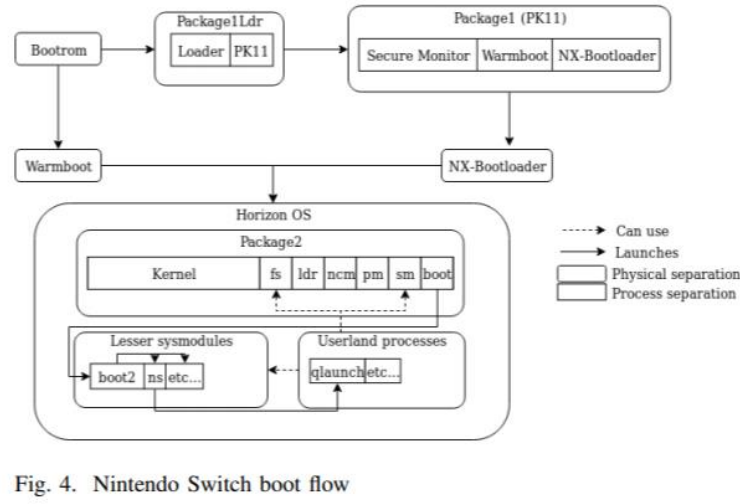 Package1Ldr
Package1 (PK11)
Bootrom
Loader
PK11
Secure Monitor
Warmboot
NX-Bootloader
Warmboot
NX-Bootloader
Horizon OS
Package2
Kernel
fs
ldr
ncm
pm
sm
boot
Can use
Launches
Physical separation
Process separation
Lesser sysmodules
boot2
ns
etc...
Userland processes
qlaunch
etc...
Fig. 4. Nintendo Switch boot flow